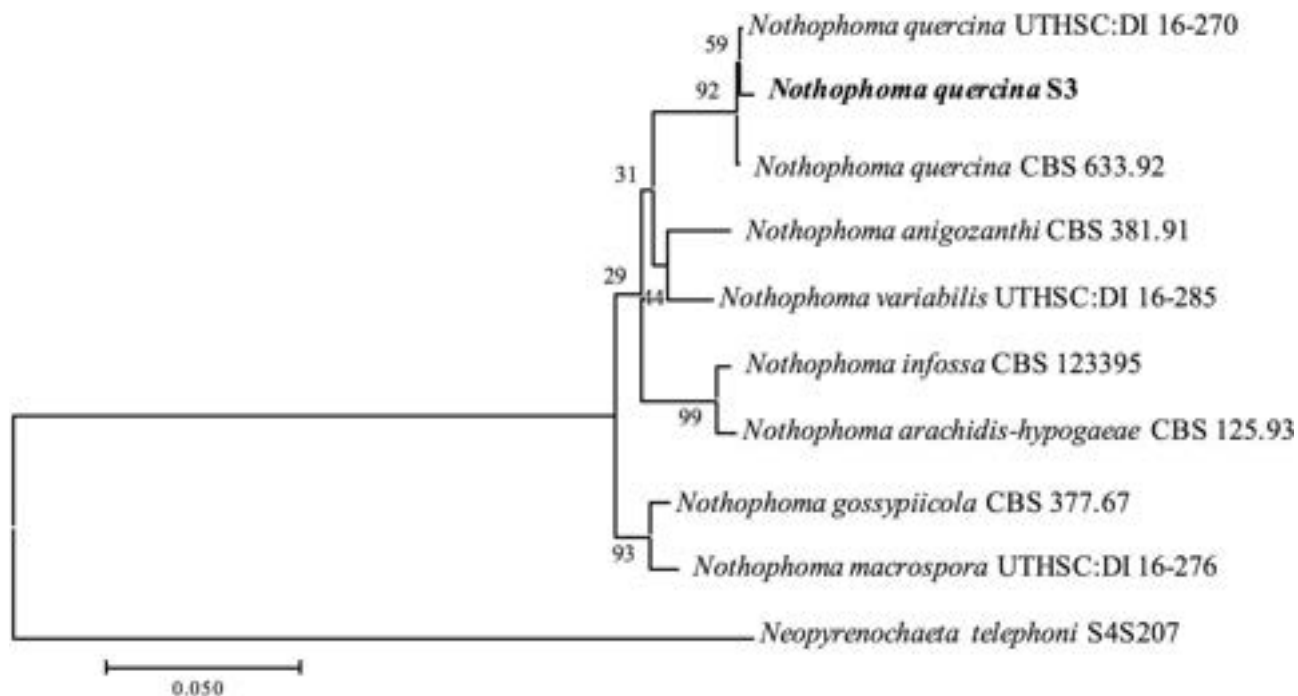 Nothophoma quercina UTHSC:DI 16-270
59
92
Nothophoma quercina S3
Nothophoma quercina CBS 633.92
31
Nothophoma anigozanthi CBS 381.91
29
44
Nothophoma variabilis UTHSC:DI 16-285
Nothophoma infossa CBS 123395
99
Nothophoma arachidis-hypogaeae CBS 125.93
Nothophoma gossypiicola CBS 377.67
93
Nothophoma macrospora UTHSC:DI 16-276
Neopyrenochaeta telephoni S4S207
0.050